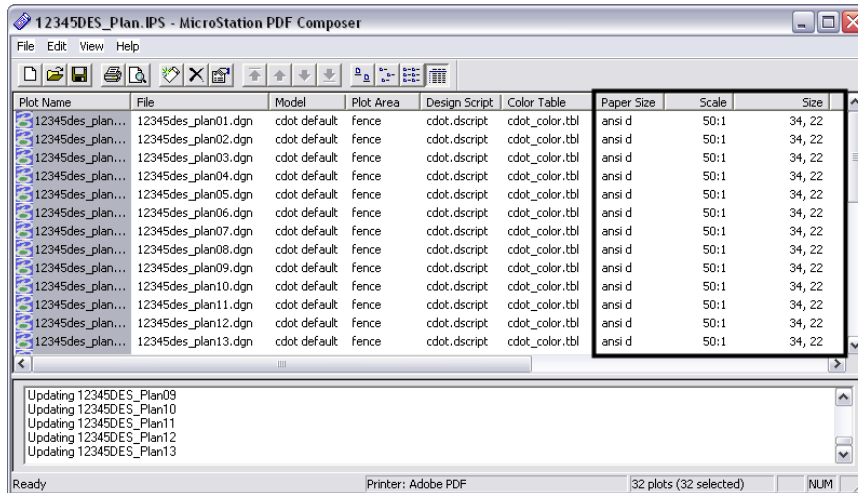 12345DES_Plan.IPS - MicroStation PDF Composer
File Edit View Help
Plot Name File Model Plot Area Design Script Color Table Paper Size Scale Size
12345des_plan... 12345des_plan01.dgn cdot default fence cdot.dscript cdot_color.tbl ansi d 50:1 34, 22
12345des_plan... 12345des_plan02.dgn cdot default fence cdot.dscript cdot_color.tbl ansi d 50:1 34, 22
12345des_plan... 12345des_plan03.dgn cdot default fence cdot.dscript cdot_color.tbl ansi d 50:1 34, 22
12345des_plan... 12345des_plan04.dgn cdot default fence cdot.dscript cdot_color.tbl ansi d 50:1 34, 22
12345des_plan... 12345des_plan05.dgn cdot default fence cdot.dscript cdot_color.tbl ansi d 50:1 34, 22
12345des_plan... 12345des_plan06.dgn cdot default fence cdot.dscript cdot_color.tbl ansi d 50:1 34, 22
12345des_plan... 12345des_plan07.dgn cdot default fence cdot.dscript cdot_color.tbl ansi d 50:1 34, 22
12345des_plan... 12345des_plan08.dgn cdot default fence cdot.dscript cdot_color.tbl ansi d 50:1 34, 22
12345des_plan... 12345des_plan09.dgn cdot default fence cdot.dscript cdot_color.tbl ansi d 50:1 34, 22
12345des_plan... 12345des_plan10.dgn cdot default fence cdot.dscript cdot_color.tbl ansi d 50:1 34, 22
12345des_plan... 12345des_plan11.dgn cdot default fence cdot.dscript cdot_color.tbl ansi d 50:1 34, 22
12345des_plan... 12345des_plan12.dgn cdot default fence cdot.dscript cdot_color.tbl ansi d 50:1 34, 22
12345des_plan... 12345des_plan13.dgn cdot default fence cdot.dscript cdot_color.tbl ansi d 50:1 34, 22
Updating 12345DES_Plan09
Updating 12345DES_Plan10
Updating 12345DES_Plan11
Updating 12345DES_Plan12
Updating 12345DES_Plan13
Ready Printer: Adobe PDF 32 plots (32 selected) NUM